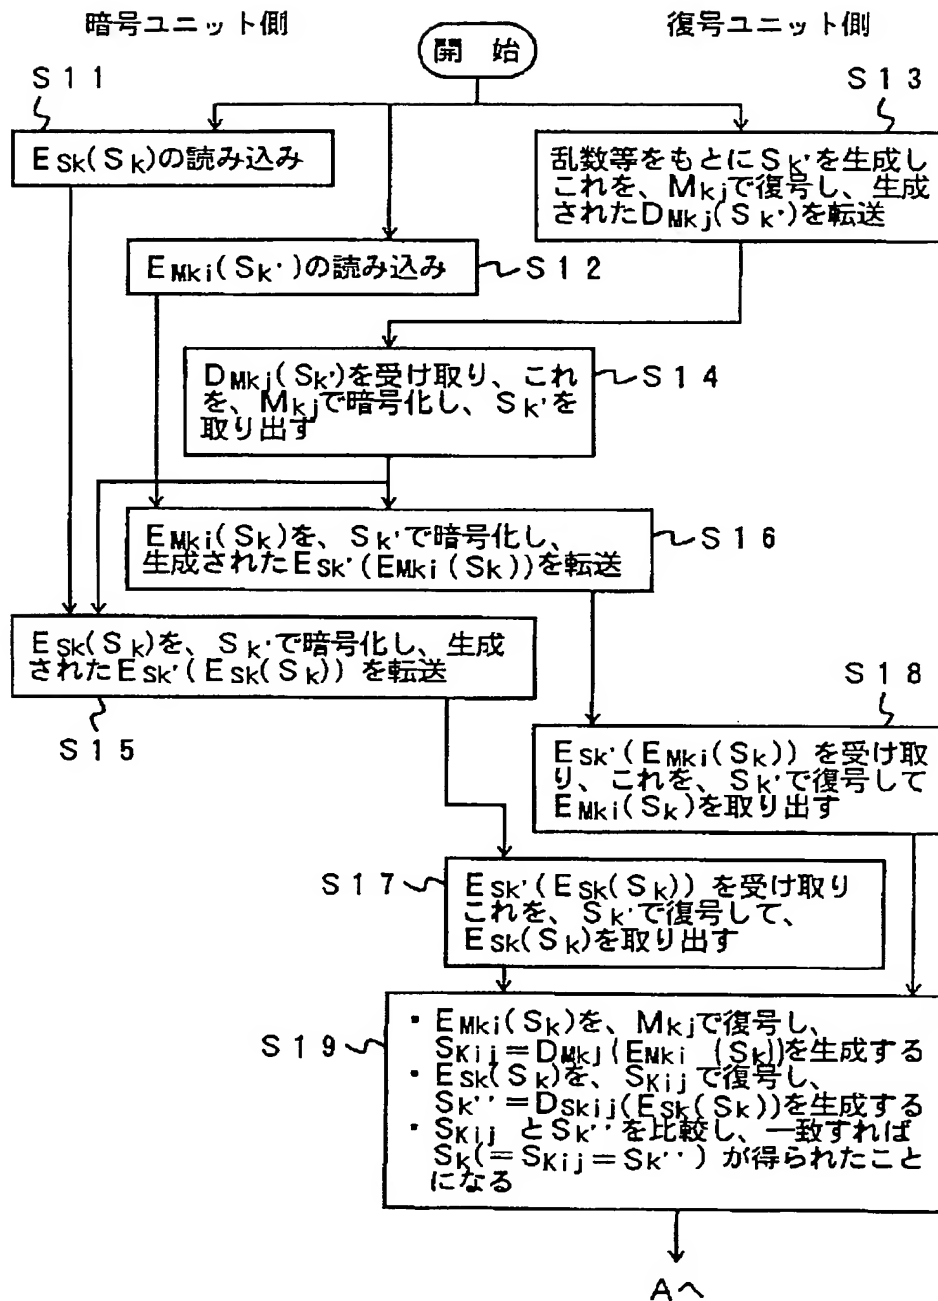 暗号ユニット側
復号ユニット側
開 始
S11
S13
ESk(Sk)の読み込み
乱数等をもとにSk'を生成し
これを、Mkjで復号し、生成
されたDMkj(Sk')を転送
EMki(Sk')の読み込み
S12
DMkj(Sk')を受け取り、これ
を、Mkjで暗号化し、Sk'を
取り出す
S14
EMki(Sk)を、Sk'で暗号化し、
生成されたESk'(EMki(Sk))を転送
S16
ESk(Sk)を、Sk'で暗号化し、生成
されたESk'(ESk(Sk))を転送
S15
S18
ESk'(EMki(Sk))を受け取
り、これを、Sk'で復号して
EMki(Sk)を取り出す
S17
ESk'(ESk(Sk))を受け取り
これを、Sk'で復号して、
ESk(Sk)を取り出す
S19
・EMki(Sk)を、Mkjで復号し、
SKij=DMkj(EMki(Sk))を生成する
・ESk(Sk)を、SKijで復号し、
Sk''=DSkij(ESk(Sk))を生成する
・SKijとSk''を比較し、一致すれば
Sk(=SKij=Sk'')が得られたこと
になる
Aへ